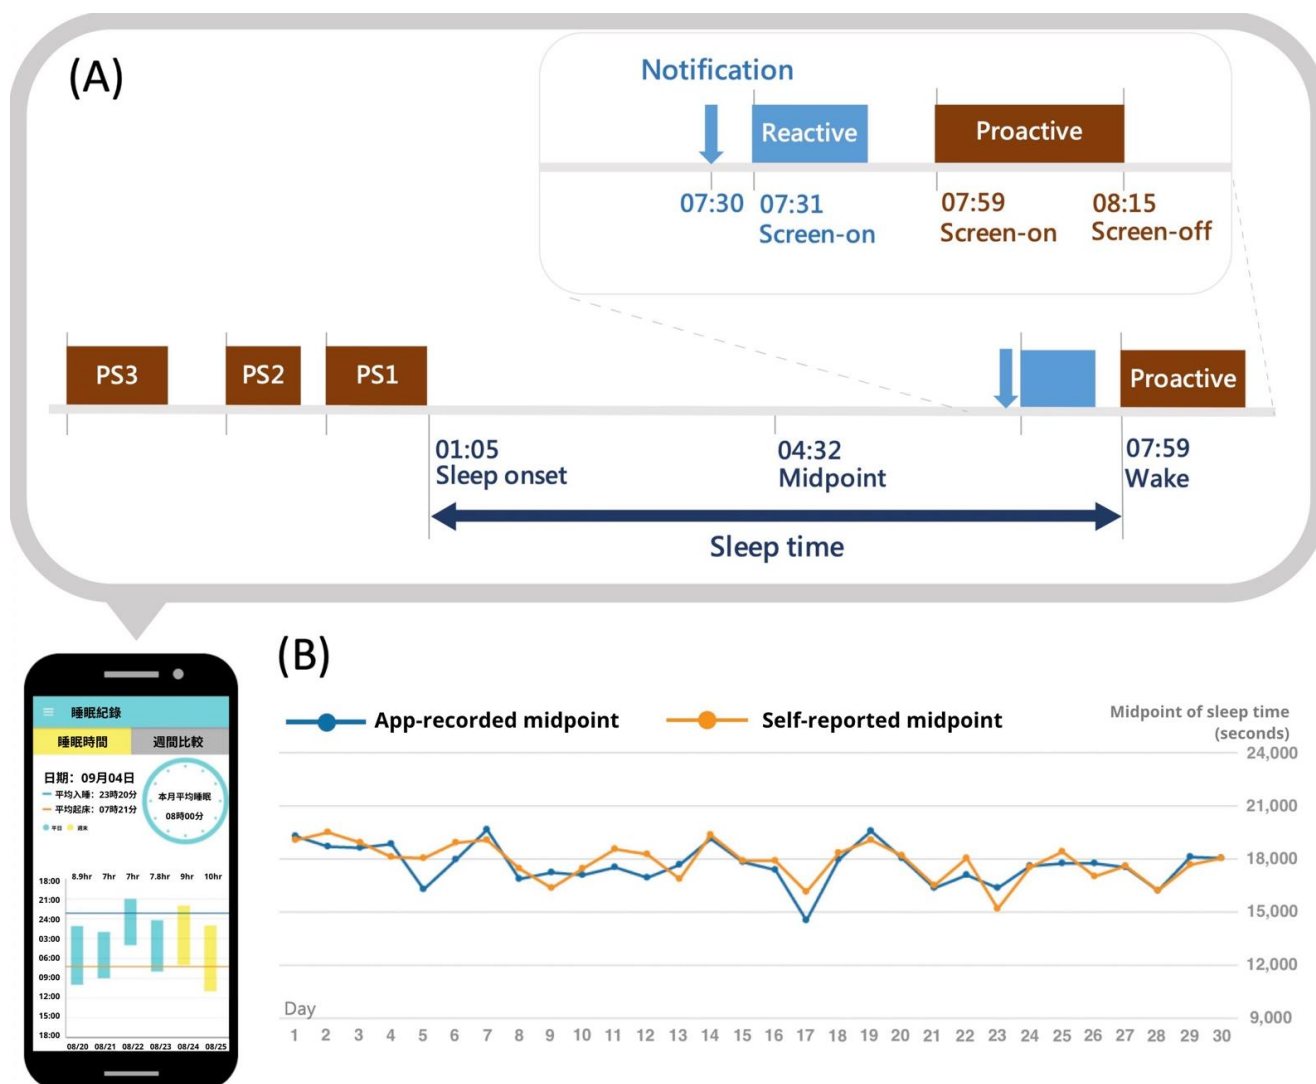 (A)
Notification
Reactive
Proactive
07:30
07:31
Screen-on
07:59
Screen-on
08:15
Screen-off
PS3
PS2
PS1
Proactive
01:05
Sleep onset
04:32
Midpoint
07:59
Wake
Sleep time
睡眠紀錄
睡眠時間
週間比較
日期：09月04日
平均入睡：23時20分
平均起床：07時21分
平日
週末
本月平均睡眠
08時00分
8.9hr 7hr 7hr 7.8hr 9hr 10hr
18:00
21:00
24:00
03:00
06:00
09:00
12:00
15:00
18:00
08/20 08/21 08/22 08/23 08/24 08/25
(B)
App-recorded midpoint
Self-reported midpoint
Midpoint of sleep time
(seconds)
24,000
21,000
18,000
15,000
12,000
9,000
Day
1 2 3 4 5 6 7 8 9 10 11 12 13 14 15 16 17 18 19 20 21 22 23 24 25 26 27 28 29 30